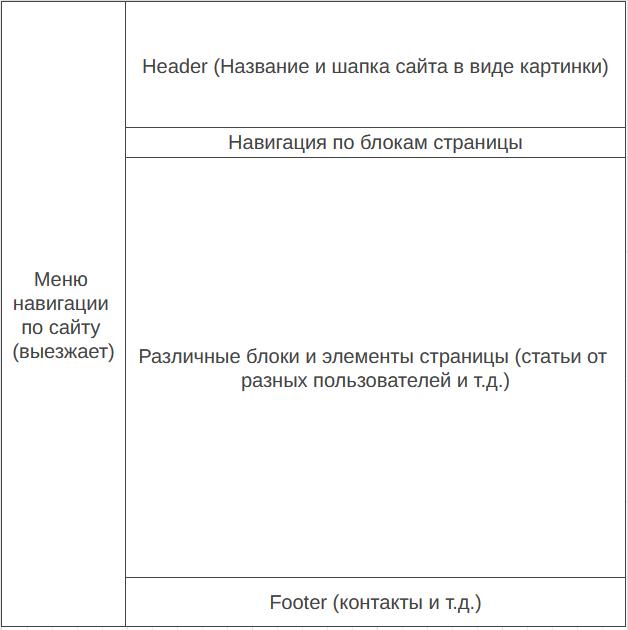 Header (Название и шапка сайта в виде картинки)
Навигация по блокам страницы
Меню
навигации
по сайту
(выезжает)
Различные блоки и элементы страницы (статьи от
разных пользователей и т.д.)
Footer (контакты и т.д.)